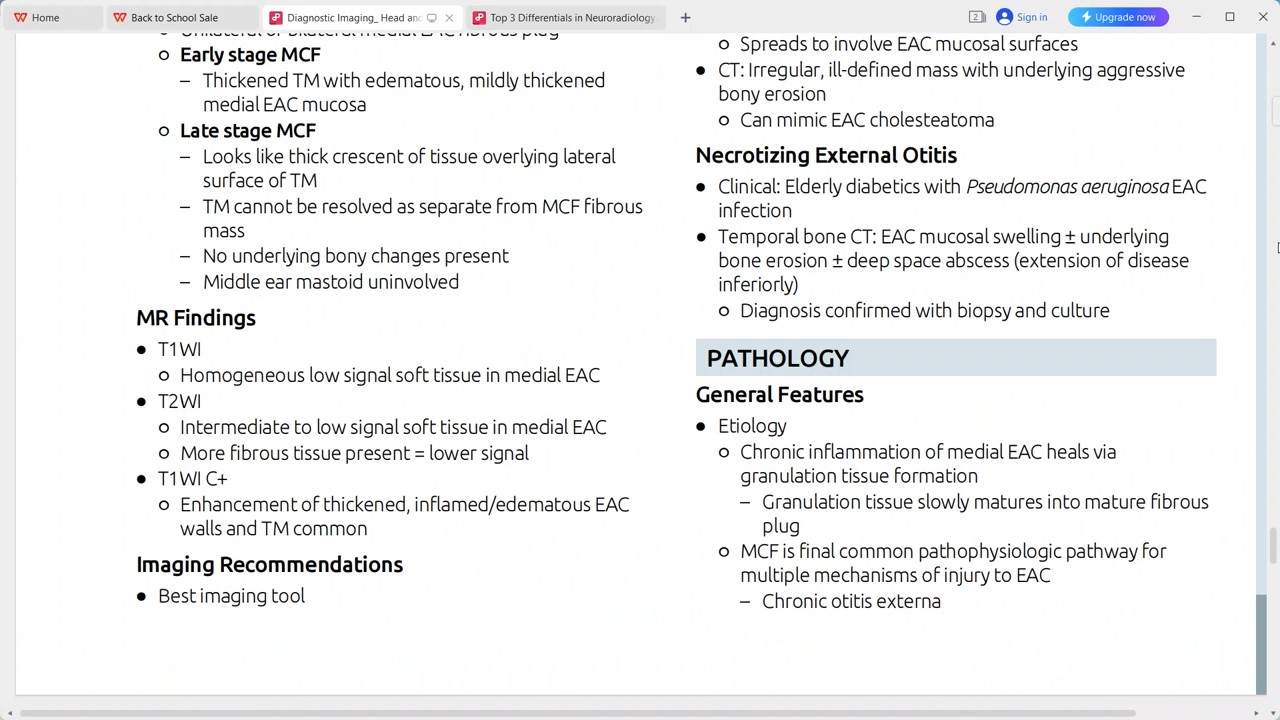 Home
Back to School Sale
Diagnostic Imaging_ Head and
Top 3 Differentials in Neuroradiology.
2
Sign in
Upgrade now
Unilateral or bilateral medial EAC fibrous plug
Early stage MCF
– Thickened TM with edematous, mildly thickened
medial EAC mucosa
Late stage MCF
– Looks like thick crescent of tissue overlying lateral
surface of TM
– TM cannot be resolved as separate from MCF fibrous
mass
– No underlying bony changes present
– Middle ear mastoid uninvolved
MR Findings
● T1WI
○ Homogeneous low signal soft tissue in medial EAC
● T2WI
○ Intermediate to low signal soft tissue in medial EAC
○ More fibrous tissue present = lower signal
● T1WI C+
○ Enhancement of thickened, inflamed/edematous EAC
walls and TM common
Imaging Recommendations
● Best imaging tool
○ Spreads to involve EAC mucosal surfaces
● CT: Irregular, ill-defined mass with underlying aggressive
bony erosion
○ Can mimic EAC cholesteatoma
Necrotizing External Otitis
● Clinical: Elderly diabetics with Pseudomonas aeruginosa EAC
infection
● Temporal bone CT: EAC mucosal swelling ± underlying
bone erosion ± deep space abscess (extension of disease
inferiorly)
○ Diagnosis confirmed with biopsy and culture
PATHOLOGY
General Features
● Etiology
○ Chronic inflammation of medial EAC heals via
granulation tissue formation
– Granulation tissue slowly matures into mature fibrous
plug
○ MCF is final common pathophysiologic pathway for
multiple mechanisms of injury to EAC
– Chronic otitis externa